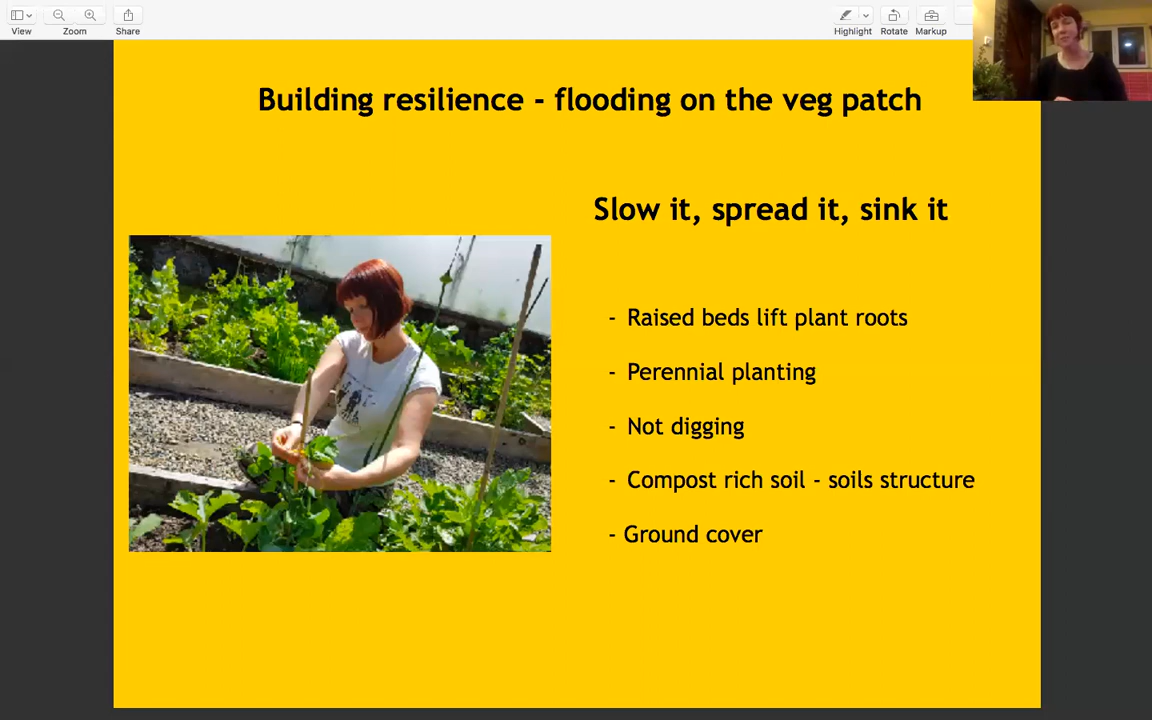 View
Zoom
Share
Highlight
Rotate
Markup
Building resilience - flooding on the veg patch
Slow it, spread it, sink it
- Raised beds lift plant roots
- Perennial planting
- Not digging
- Compost rich soil - soils structure
- Ground cover